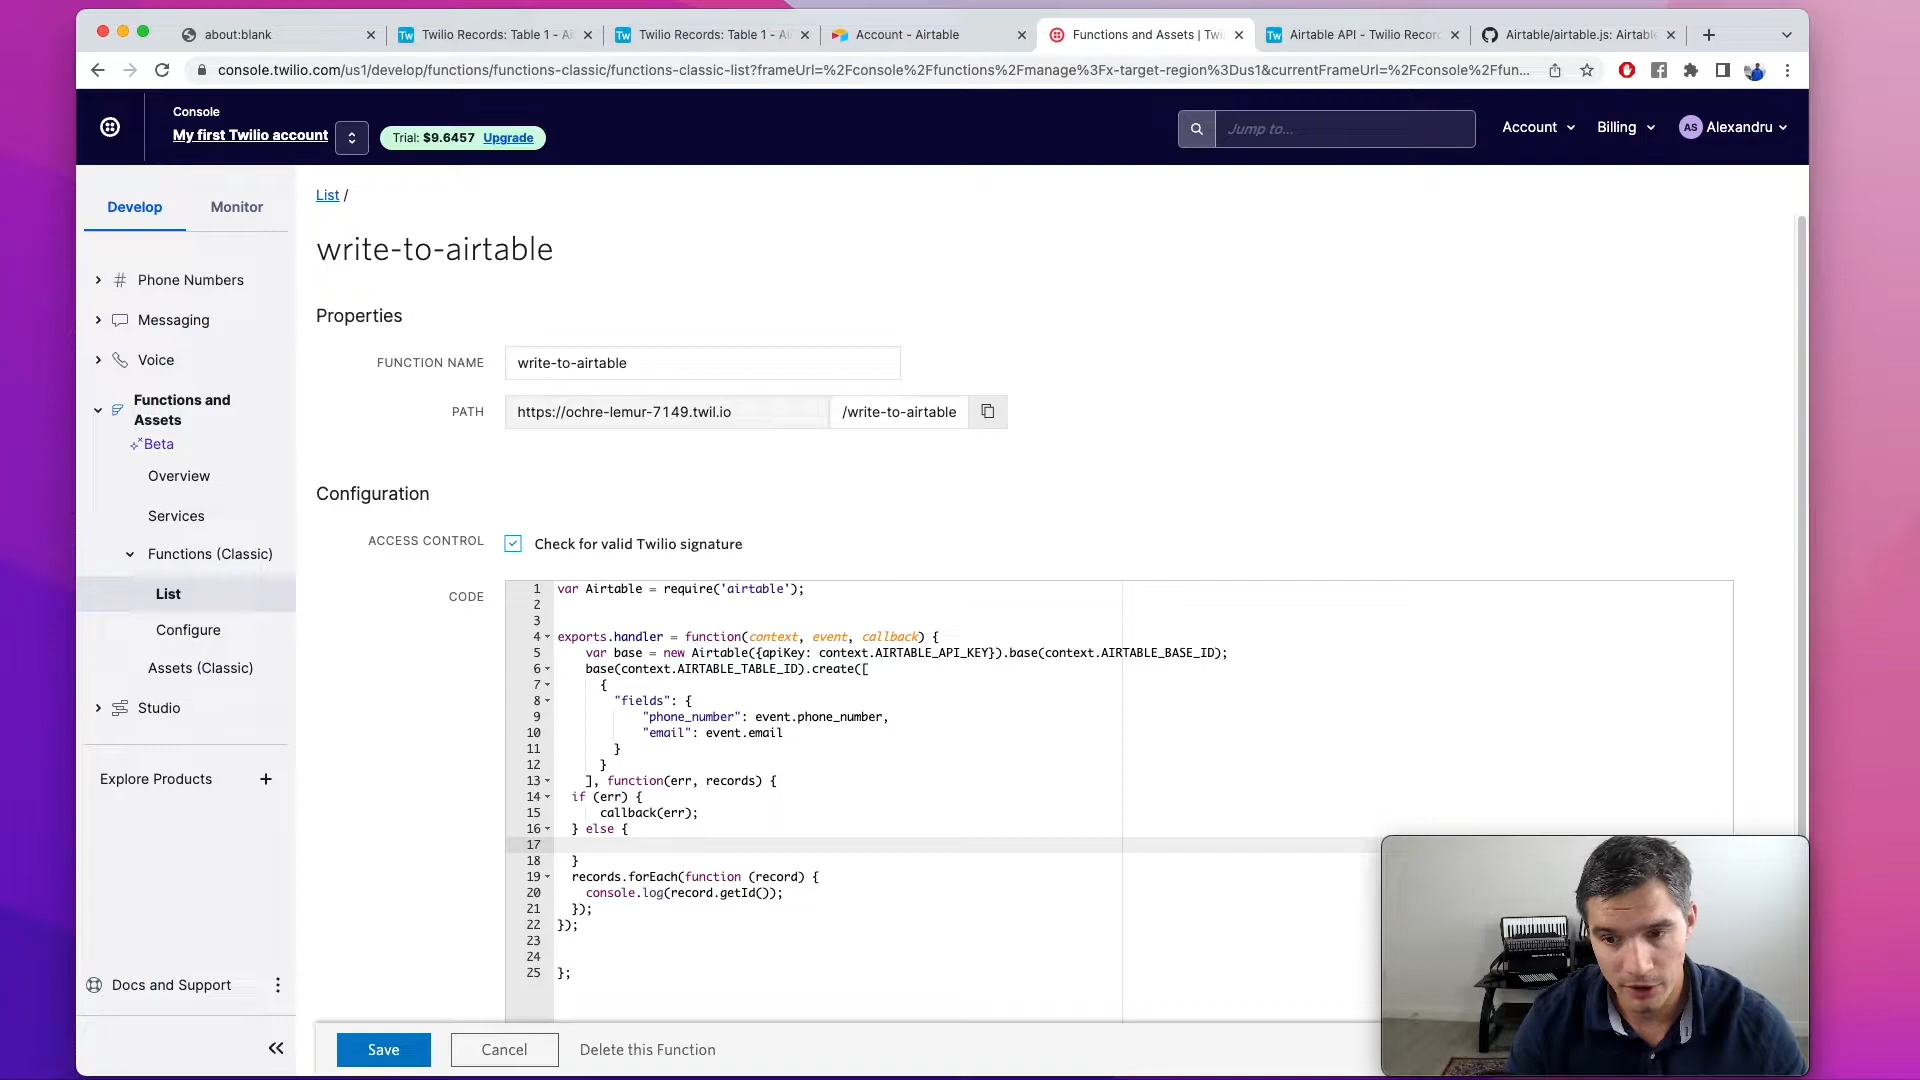 about:blank
Tw Twilio Records: Table 1 - Ai
Tw Twilio Records: Table 1 - Ai
Account - Airtable
Functions and Assets | Twi
Tw Airtable API - Twilio Record
Airtable/airtable.js: Airtable
console.twilio.com/us1/develop/functions/functions-classic/functions-classic-list?frameUrl=%2Fconsole%2Ffunctions%2Fmanage%3Fx-target-region%3Dus1&currentFrameUrl=%2Fconsole%2Ffun...
Console
My first Twilio account
Trial: $9.6457 Upgrade
Jump to...
Account
Billing
AS Alexandru
Develop
Monitor
Phone Numbers
Messaging
Voice
Functions and
Assets
Beta
Overview
Services
Functions (Classic)
List
Configure
Assets (Classic)
Studio
Explore Products
Docs and Support
List /
write-to-airtable
Properties
FUNCTION NAME
write-to-airtable
PATH
https://ochre-lemur-7149.twil.io
/write-to-airtable
Configuration
ACCESS CONTROL
Check for valid Twilio signature
CODE
1 var Airtable = require('airtable');
2
3
4 exports.handler = function(context, event, callback) {
5 var base = new Airtable({apiKey: context.AIRTABLE_API_KEY}).base(context.AIRTABLE_BASE_ID);
6 base(context.AIRTABLE_TABLE_ID).create([
7 {
8 "fields": {
9 "phone_number": event.phone_number,
10 "email": event.email
11 }
12 }
13 ], function(err, records) {
14 if (err) {
15 callback(err);
16 } else {
17
18 }
19 records.forEach(function (record) {
20 console.log(record.getId());
21 });
22 });
23
24
25 };
Save
Cancel
Delete this Function